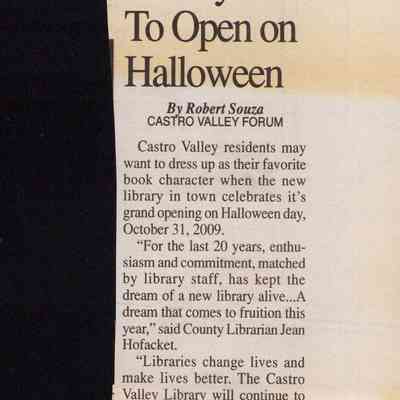 To Open on
Halloween
By Robert Souza
CASTRO VALLEY FORUM
Castro Valley residents may
want to dress up as their favorite
book character when the new
library in town celebrates it's
grand opening on Halloween day,
October 31, 2009.
"For the last 20 years, enthu-
siasm and commitment, matched
by library staff, has kept the
dream of a new library alive...A
dream that comes to fruition this
year," said County Librarian Jean
Hofacket.
"Libraries change lives and
make lives better. The Castro
Valley Library will continue to